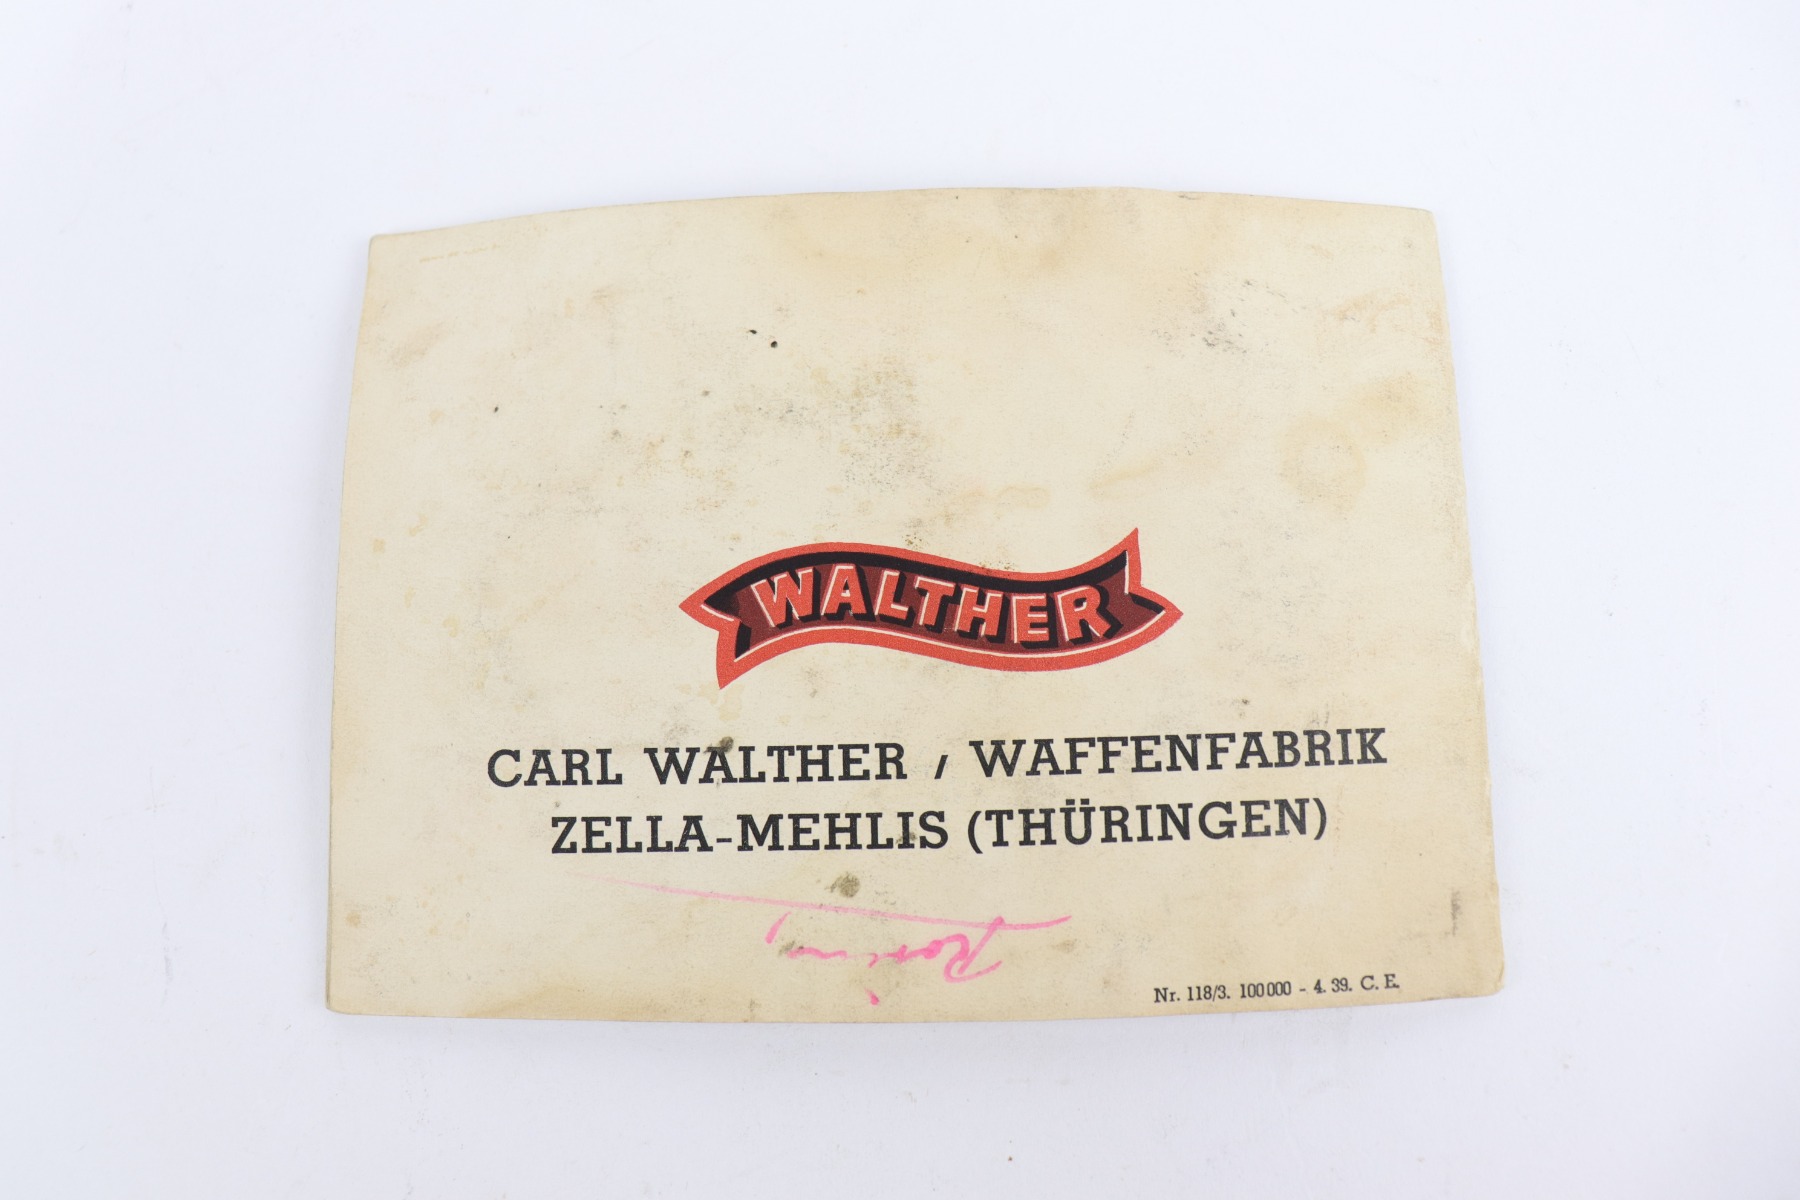 WALTHER
CARL WALTHER / WAFFENFABRIK
ZELLA-MEHLIS (THÜRINGEN)
Nr. 118/3. 100000 - 4. 39. C. E.